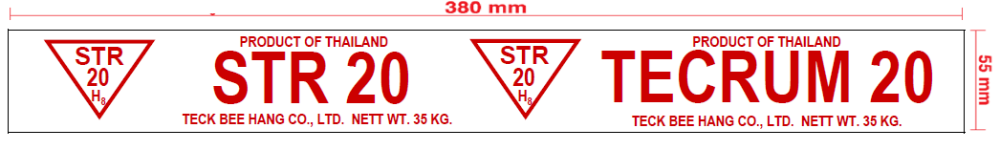 380 mm
STR
20
H8
PRODUCT OF THAILAND
STR 20
TECK BEE HANG CO., LTD. NETT WT. 35 KG.
STR
20
H8
PRODUCT OF THAILAND
TECRUM 20
TECK BEE HANG CO., LTD. NETT WT. 35 KG.
55 mm